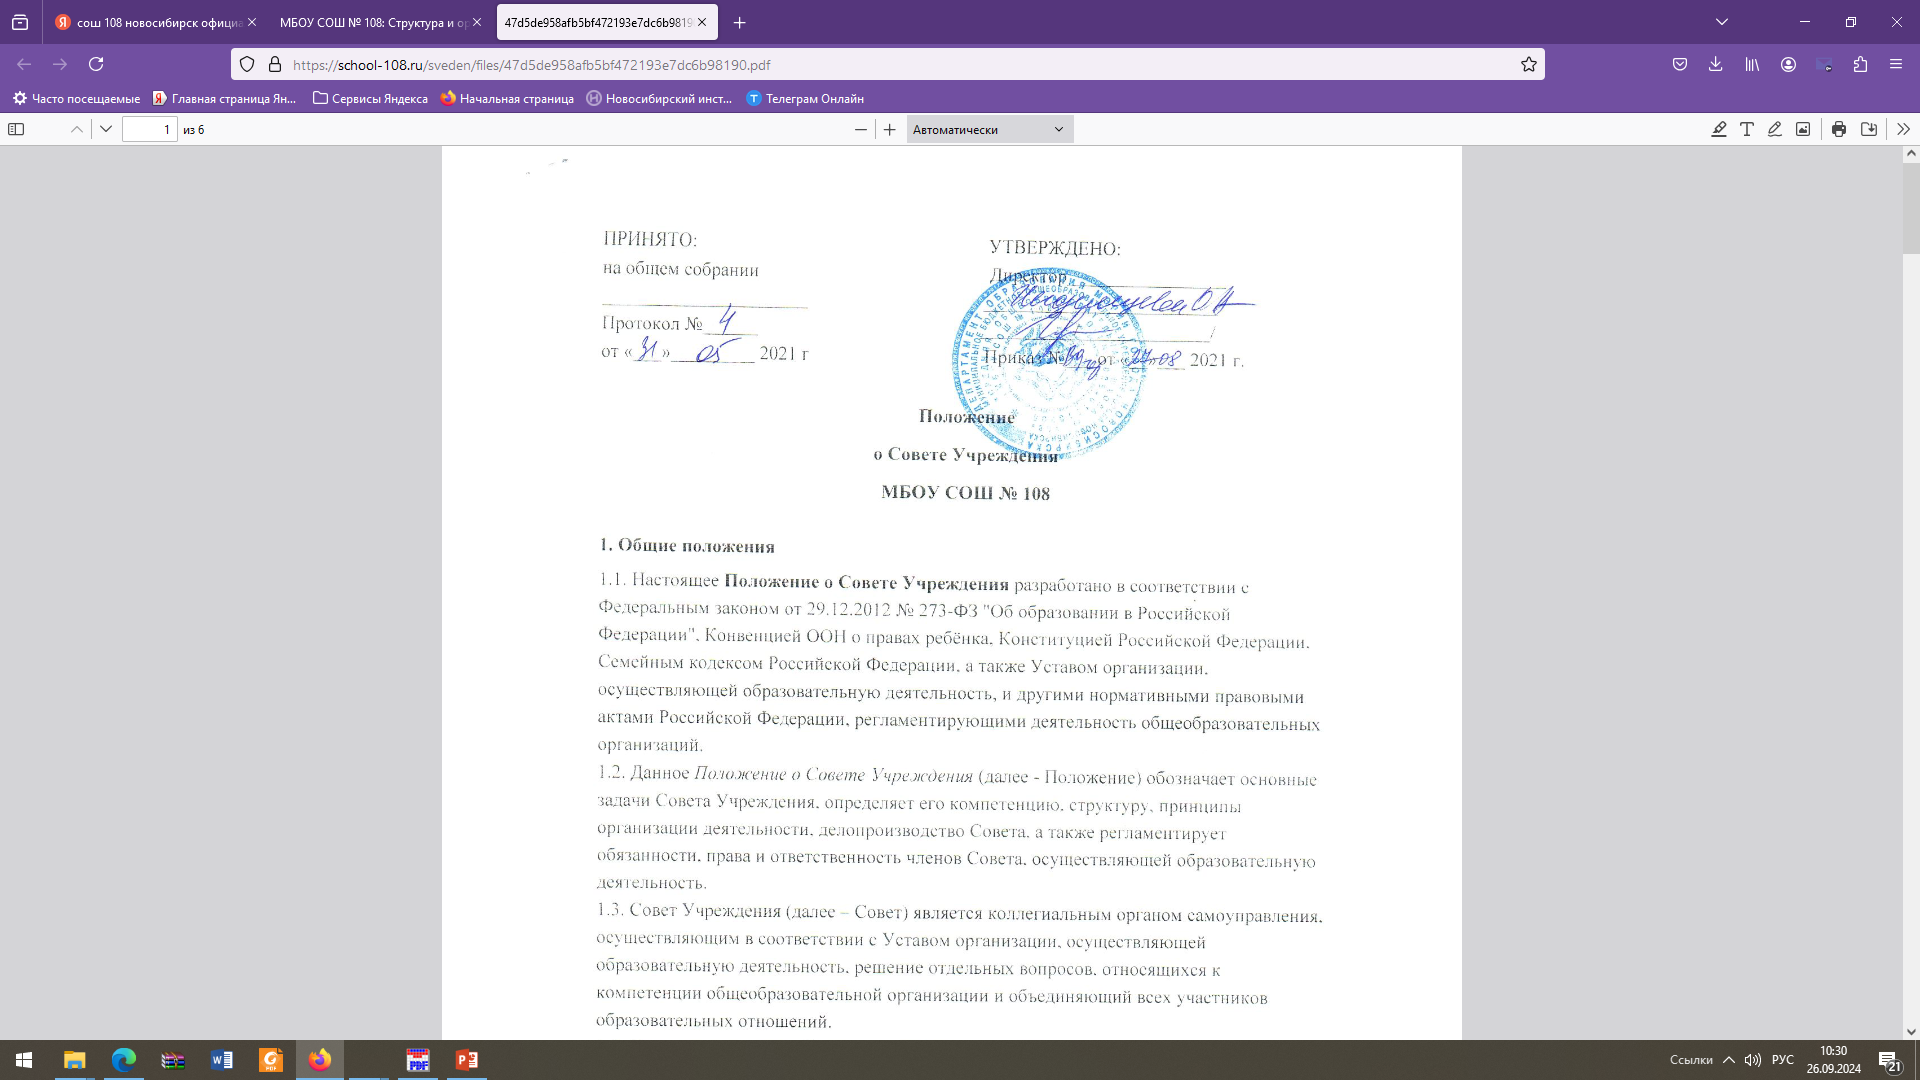 сош 108 новосибирск официа
МБОУ СОШ № 108: Структура и ор
47d5de958afb5bf472193e7dc6b9819
https://school-108.ru/sveden/files/47d5de958afb5bf472193e7dc6b98190.pdf
Часто посещаемые
Главная страница Ян...
Сервисы Яндекса
Начальная страница
Новосибирский инст...
Телеграм Онлайн
1 из 6
Автоматически
ПРИНЯТО:
на общем собрании
Протокол № 4
от «31» 05 2021 г
УТВЕРЖДЕНО:
Директор
Приказ № от «27» 08 2021 г.
Положение
о Совете Учреждения
МБОУ СОШ № 108
1. Общие положения
1.1. Настоящее Положение о Совете Учреждения разработано в соответствии с
Федеральным законом от 29.12.2012 № 273-ФЗ "Об образовании в Российской
Федерации", Конвенцией ООН о правах ребёнка, Конституцией Российской Федерации,
Семейным кодексом Российской Федерации, а также Уставом организации,
осуществляющей образовательную деятельность, и другими нормативными правовыми
актами Российской Федерации, регламентирующими деятельность общеобразовательных
организаций.
1.2. Данное Положение о Совете Учреждения (далее - Положение) обозначает основные
задачи Совета Учреждения, определяет его компетенцию, структуру, принципы
организации деятельности, делопроизводство Совета, а также регламентирует
обязанности, права и ответственность членов Совета, осуществляющей образовательную
деятельность.
1.3. Совет Учреждения (далее – Совет) является коллегиальным органом самоуправления,
осуществляющим в соответствии с Уставом организации, осуществляющей
образовательную деятельность, решение отдельных вопросов, относящихся к
компетенции общеобразовательной организации и объединяющий всех участников
образовательных отношений.
Ссылки
РУС
10:30
26.09.2024
21